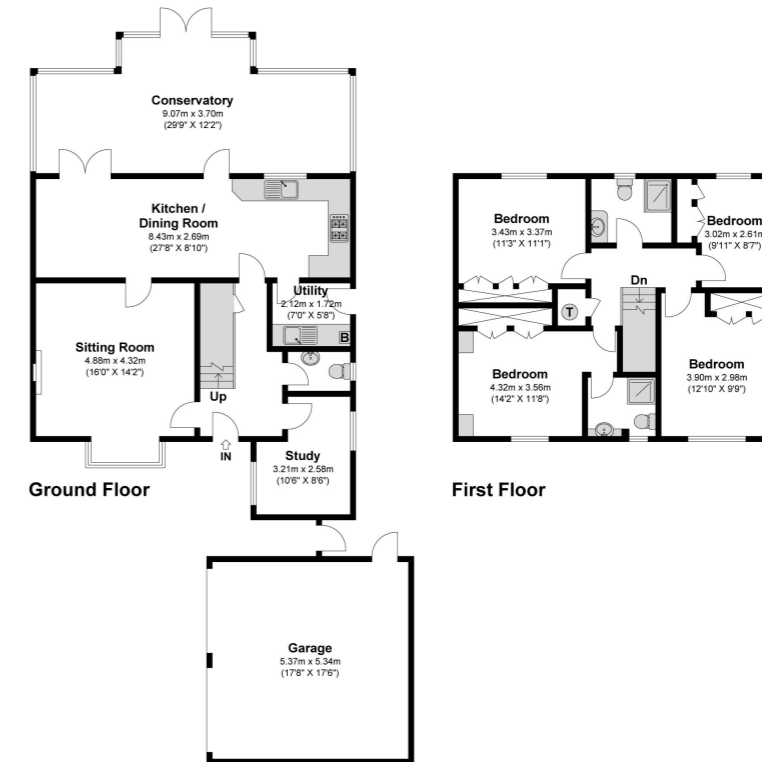 Conservatory
9.07m x 3.70m
(29'9" X 12'2")
Kitchen /
Dining Room
8.43m x 2.69m
(27'8" X 8'10")
Utility
2.12m x 1.72m
(7'0" X 5'8")
B
Sitting Room
4.88m x 4.32m
(16'0" X 14'2")
Up
IN
Study
3.21m x 2.58m
(10'6" X 8'6")
Ground Floor
Garage
5.37m x 5.34m
(17'8" X 17'6")
Bedroom
3.43m x 3.37m
(11'3" X 11'1")
Bedroom
3.02m x 2.61m
(9'11" X 8'7")
Dn
T
Bedroom
4.32m x 3.56m
(14'2" X 11'8")
Bedroom
3.90m x 2.98m
(12'10" X 9'9")
First Floor